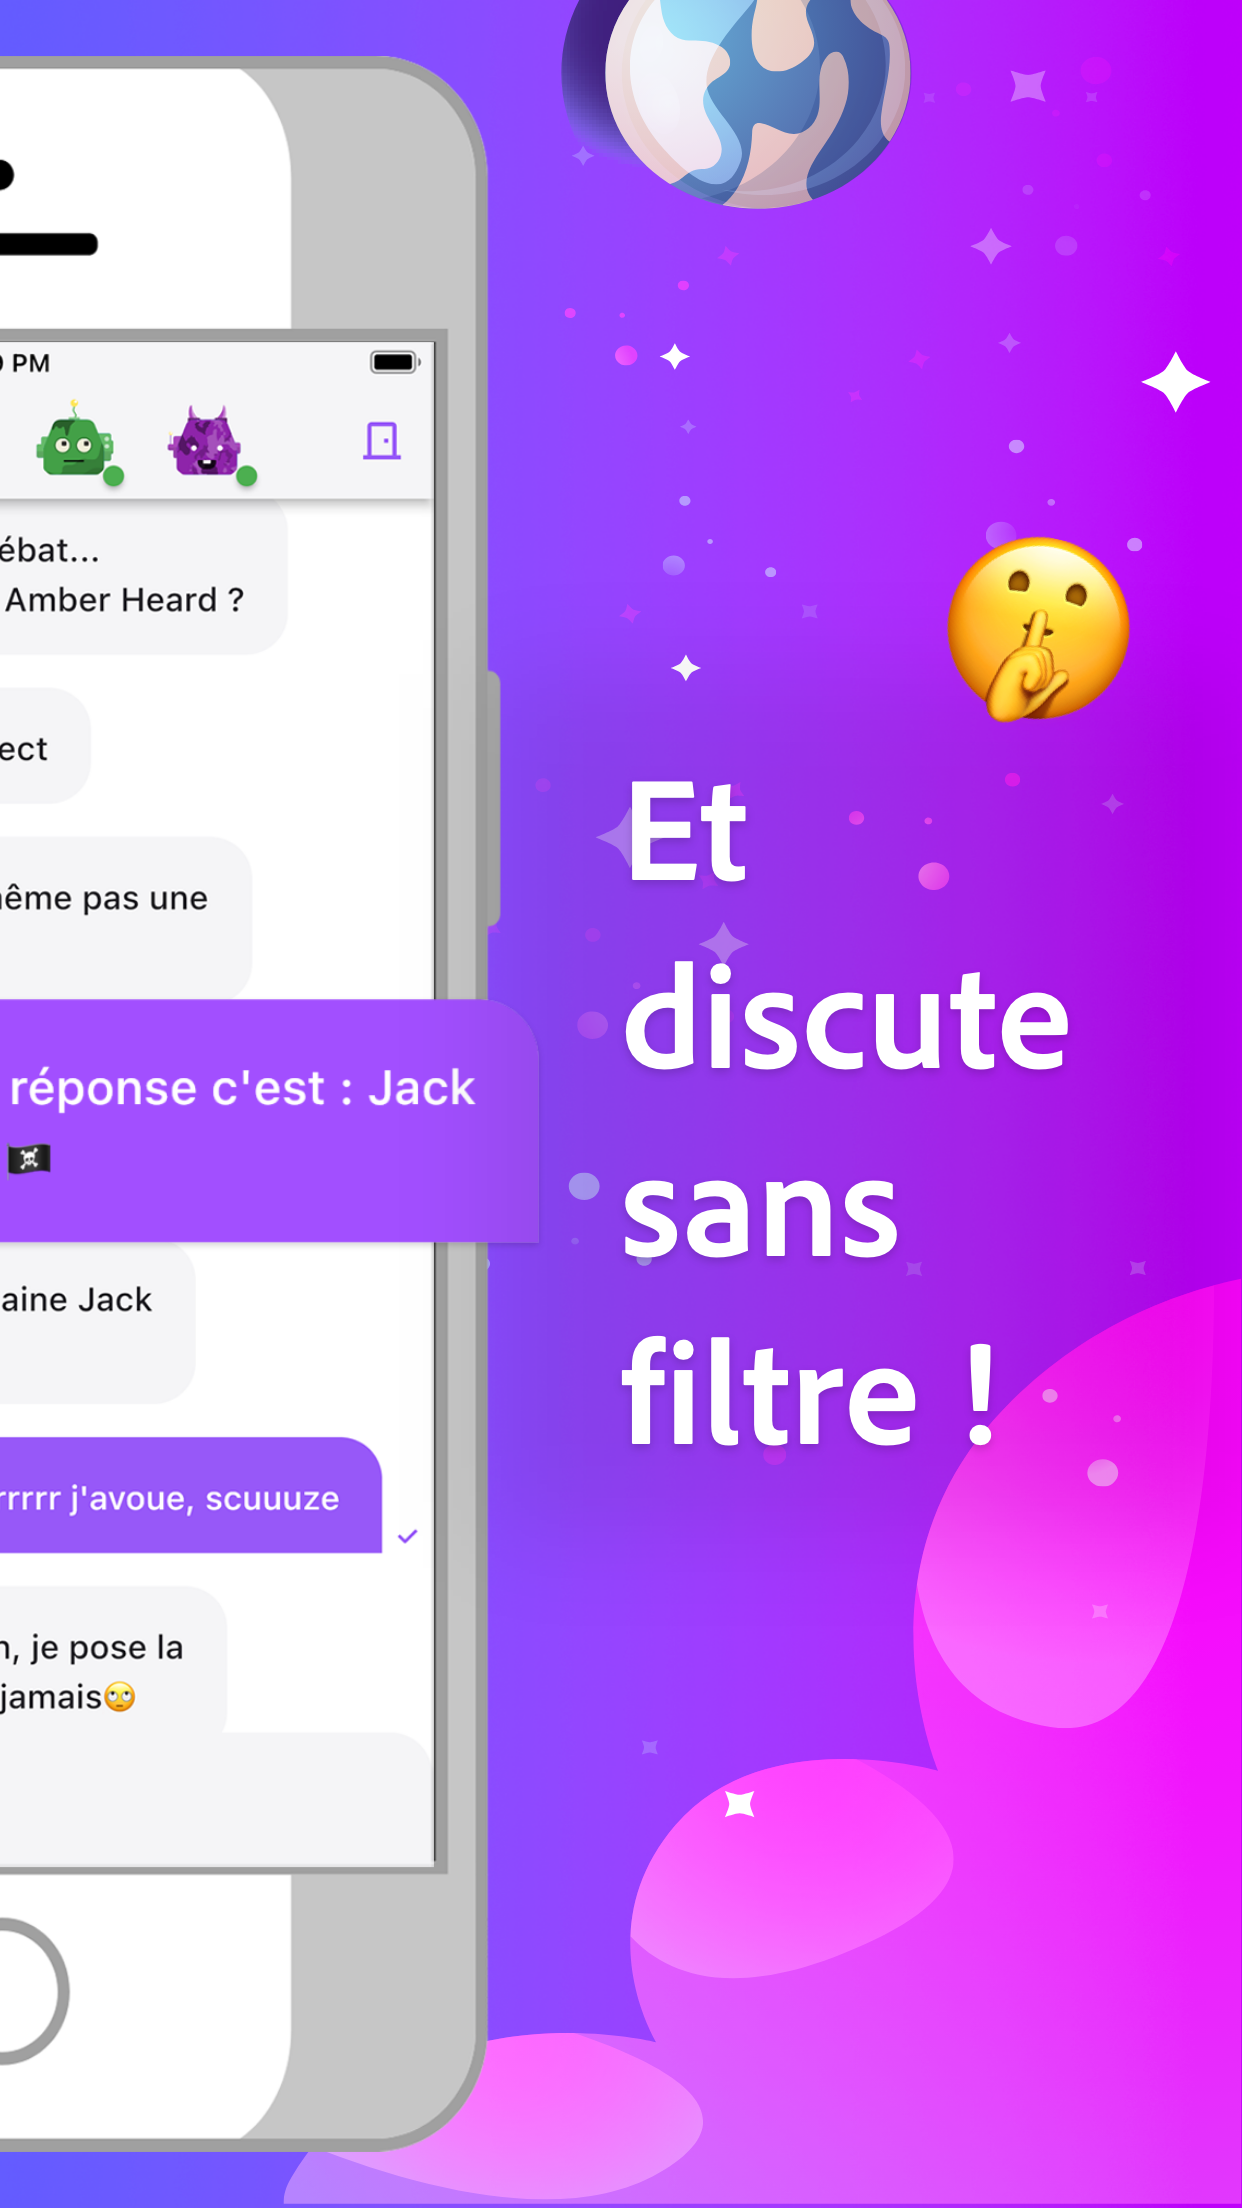 PM
ébat...
Amber Heard ?
ect
ême pas une
réponse c'est : Jack
🏴‍☠️
aine Jack
rrrrr j'avoue, scuuuze
, je pose la
jamais🙄
Et
discute
sans
filtre !